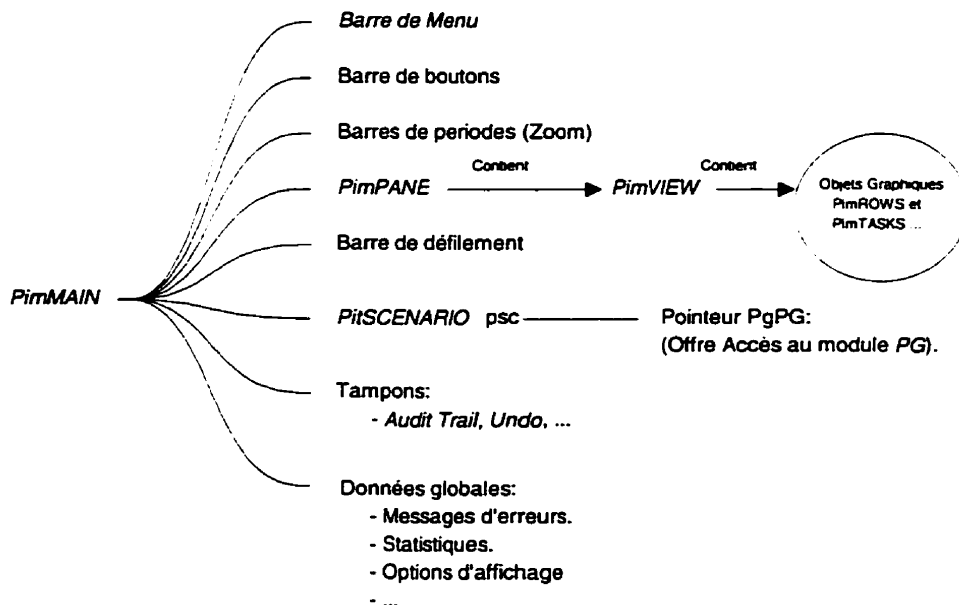 Barre de Menu
Barre de boutons
Barres de periodes (Zoom)
PimPANE Contient PimVIEW Contient Objets Graphiques
PimROWS et
PimTASKS ...
Barre de défilement
PimMAIN
PitSCENARIO psc Pointeur PgPG:
(Offre Accès au module PG).
Tampons:
- Audit Trail, Undo, ...
Données globales:
- Messages d'erreurs.
- Statistiques.
- Options d'affichage
- ...